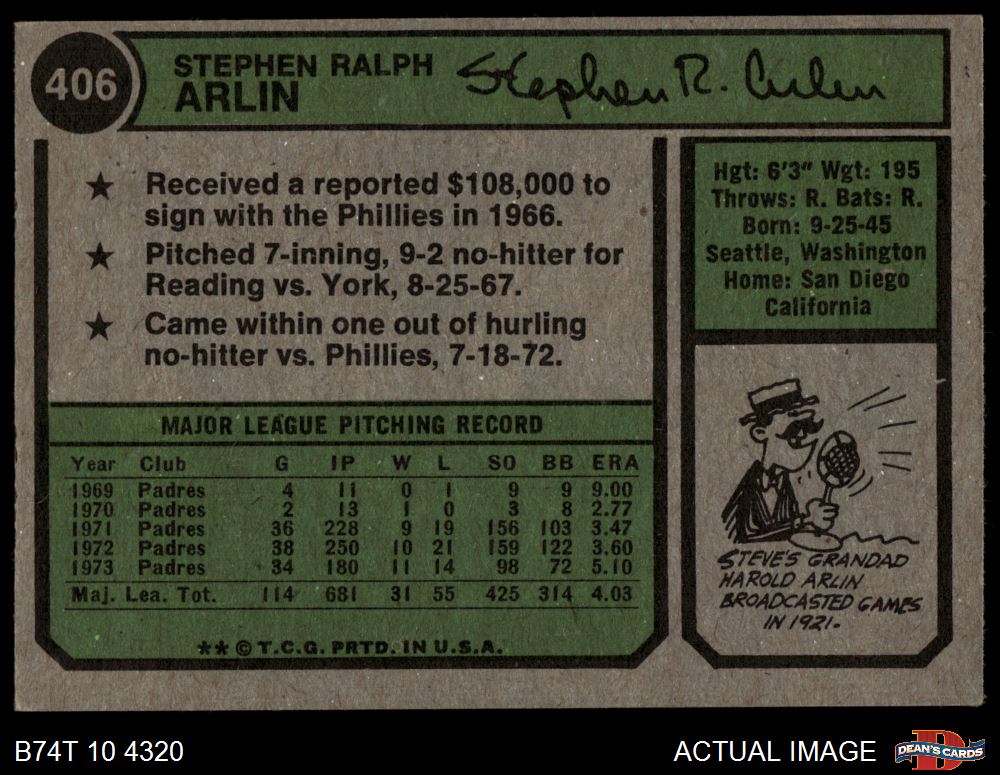 406
STEPHEN RALPH
ARLIN
Stephen R. Arlin
★ Received a reported $108,000 to
sign with the Phillies in 1966.
★ Pitched 7-inning, 9-2 no-hitter for
Reading vs. York, 8-25-67.
★ Came within one out of hurling
no-hitter vs. Phillies, 7-18-72.
Hgt: 6'3" Wgt: 195
Throws: R. Bats: R.
Born: 9-25-45
Seattle, Washington
Home: San Diego
California
MAJOR LEAGUE PITCHING RECORD
Year Club G IP W L SO BB ERA
1969 Padres 4 11 0 1 9 9 9.00
1970 Padres 2 13 1 0 3 8 2.77
1971 Padres 36 228 9 19 156 103 3.47
1972 Padres 38 250 10 21 159 122 3.60
1973 Padres 34 180 11 14 98 72 5.10
Maj. Lea. Tot. 114 681 31 55 425 314 4.03
** © T.C.G. PRTD. IN U.S.A.
STEVE'S GRANDAD
HAROLD ARLIN
BROADCASTED GAMES
IN 1921.
B74T 10 4320
ACTUAL IMAGE
D
DEAN'S CARDS